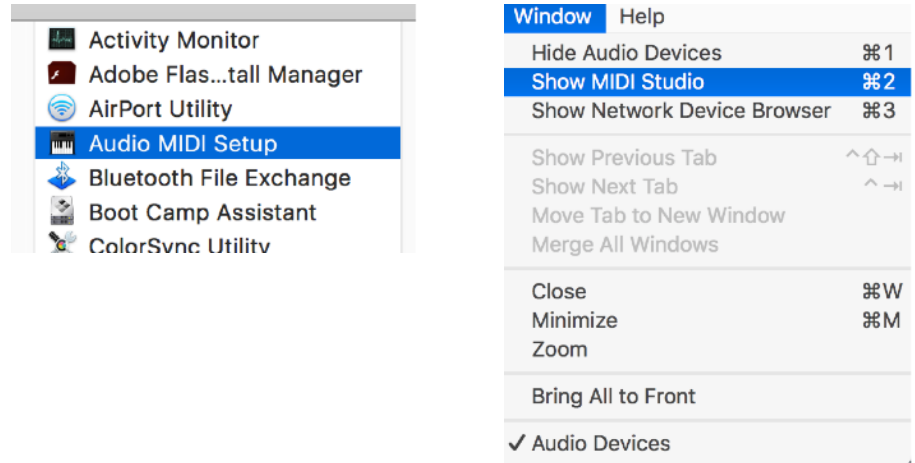 Activity Monitor
Adobe Flas...tall Manager
AirPort Utility
Audio MIDI Setup
Bluetooth File Exchange
Boot Camp Assistant
ColorSync Utility
Window Help
Hide Audio Devices ⌘1
Show MIDI Studio ⌘2
Show Network Device Browser ⌘3
Show Previous Tab ^⇧⇥
Show Next Tab ^⇥
Move Tab to New Window
Merge All Windows
Close ⌘W
Minimize ⌘M
Zoom
Bring All to Front
✓ Audio Devices